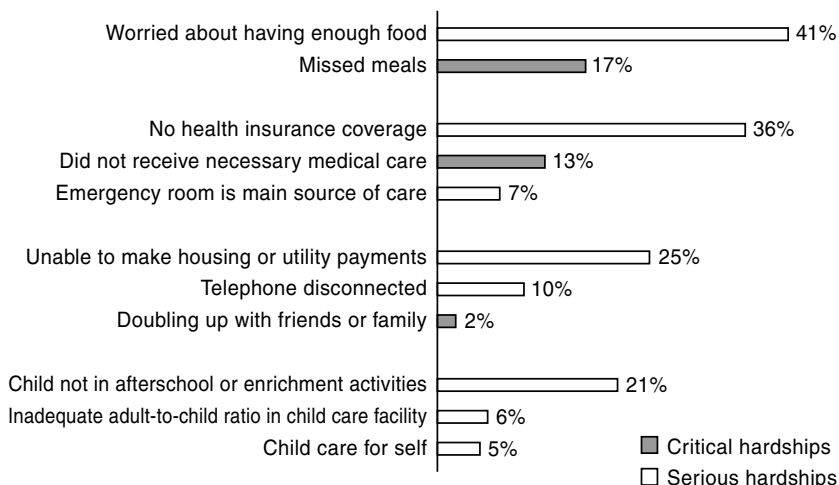 Worried about having enough food 41%
Missed meals 17%
No health insurance coverage 36%
Did not receive necessary medical care 13%
Emergency room is main source of care 7%
Unable to make housing or utility payments 25%
Telephone disconnected 10%
Doubling up with friends or family 2%
Child not in afterschool or enrichment activities 21%
Inadequate adult-to-child ratio in child care facility 6%
Child care for self 5%
Critical hardships
Serious hardships